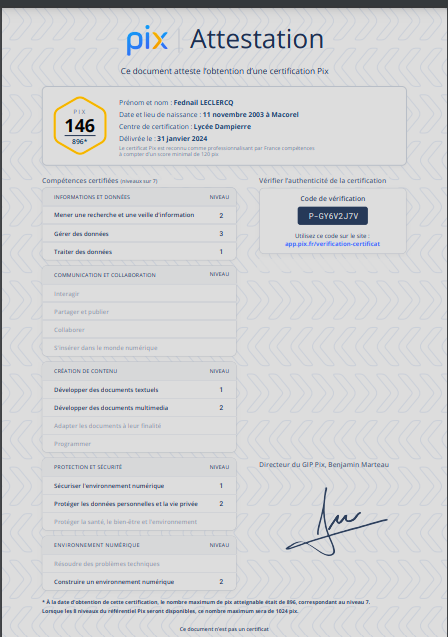 pix Attestation
Ce document atteste l'obtention d'une certification Pix
PIX
146
896*
Prénom et nom : Fednail LECLERCQ
Date et lieu de naissance : 11 novembre 2003 à Macorel
Centre de certification : Lycée Dampierre
Délivrée le : 31 janvier 2024
Le certificat Pix est reconnu comme professionnalisant par France compétences
à compter d'un score minimal de 120 pix
Compétences certifiées (niveaux sur 7)
INFORMATIONS ET DONNÉES NIVEAU
Mener une recherche et une veille d'information 2
Gérer des données 3
Traiter des données 1
COMMUNICATION ET COLLABORATION NIVEAU
Interagir
Partager et publier
Collaborer
S'insérer dans le monde numérique
CRÉATION DE CONTENU NIVEAU
Développer des documents textuels 1
Développer des documents multimedia 2
Adapter les documents à leur finalité
Programmer
PROTECTION ET SÉCURITÉ NIVEAU
Sécuriser l'environnement numérique 1
Protéger les données personnelles et la vie privée 2
Protéger la santé, le bien-être et l'environnement
ENVIRONNEMENT NUMÉRIQUE NIVEAU
Résoudre des problèmes techniques
Construire un environnement numérique 2
Vérifier l'authenticité de la certification
Code de vérification
P-GY6V2J7V
Utilisez ce code sur le site :
app.pix.fr/verification-certificat
Directeur du GIP Pix, Benjamin Marteau
* À la date d'obtention de cette certification, le nombre maximum de pix atteignable était de 896, correspondant au niveau 7.
Lorsque les 8 niveaux du référentiel Pix seront disponibles, ce nombre maximum sera de 1024 pix.
Ce document n'est pas un certificat